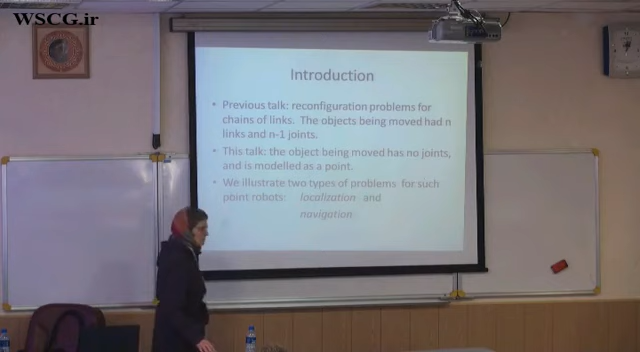 WSCG.ir
Introduction
• Previous talk: reconfiguration problems for
chains of links. The objects being moved had n
links and n-1 joints.
• This talk: the object being moved has no joints,
and is modelled as a point.
• We illustrate two types of problems for such
point robots: localization and
navigation